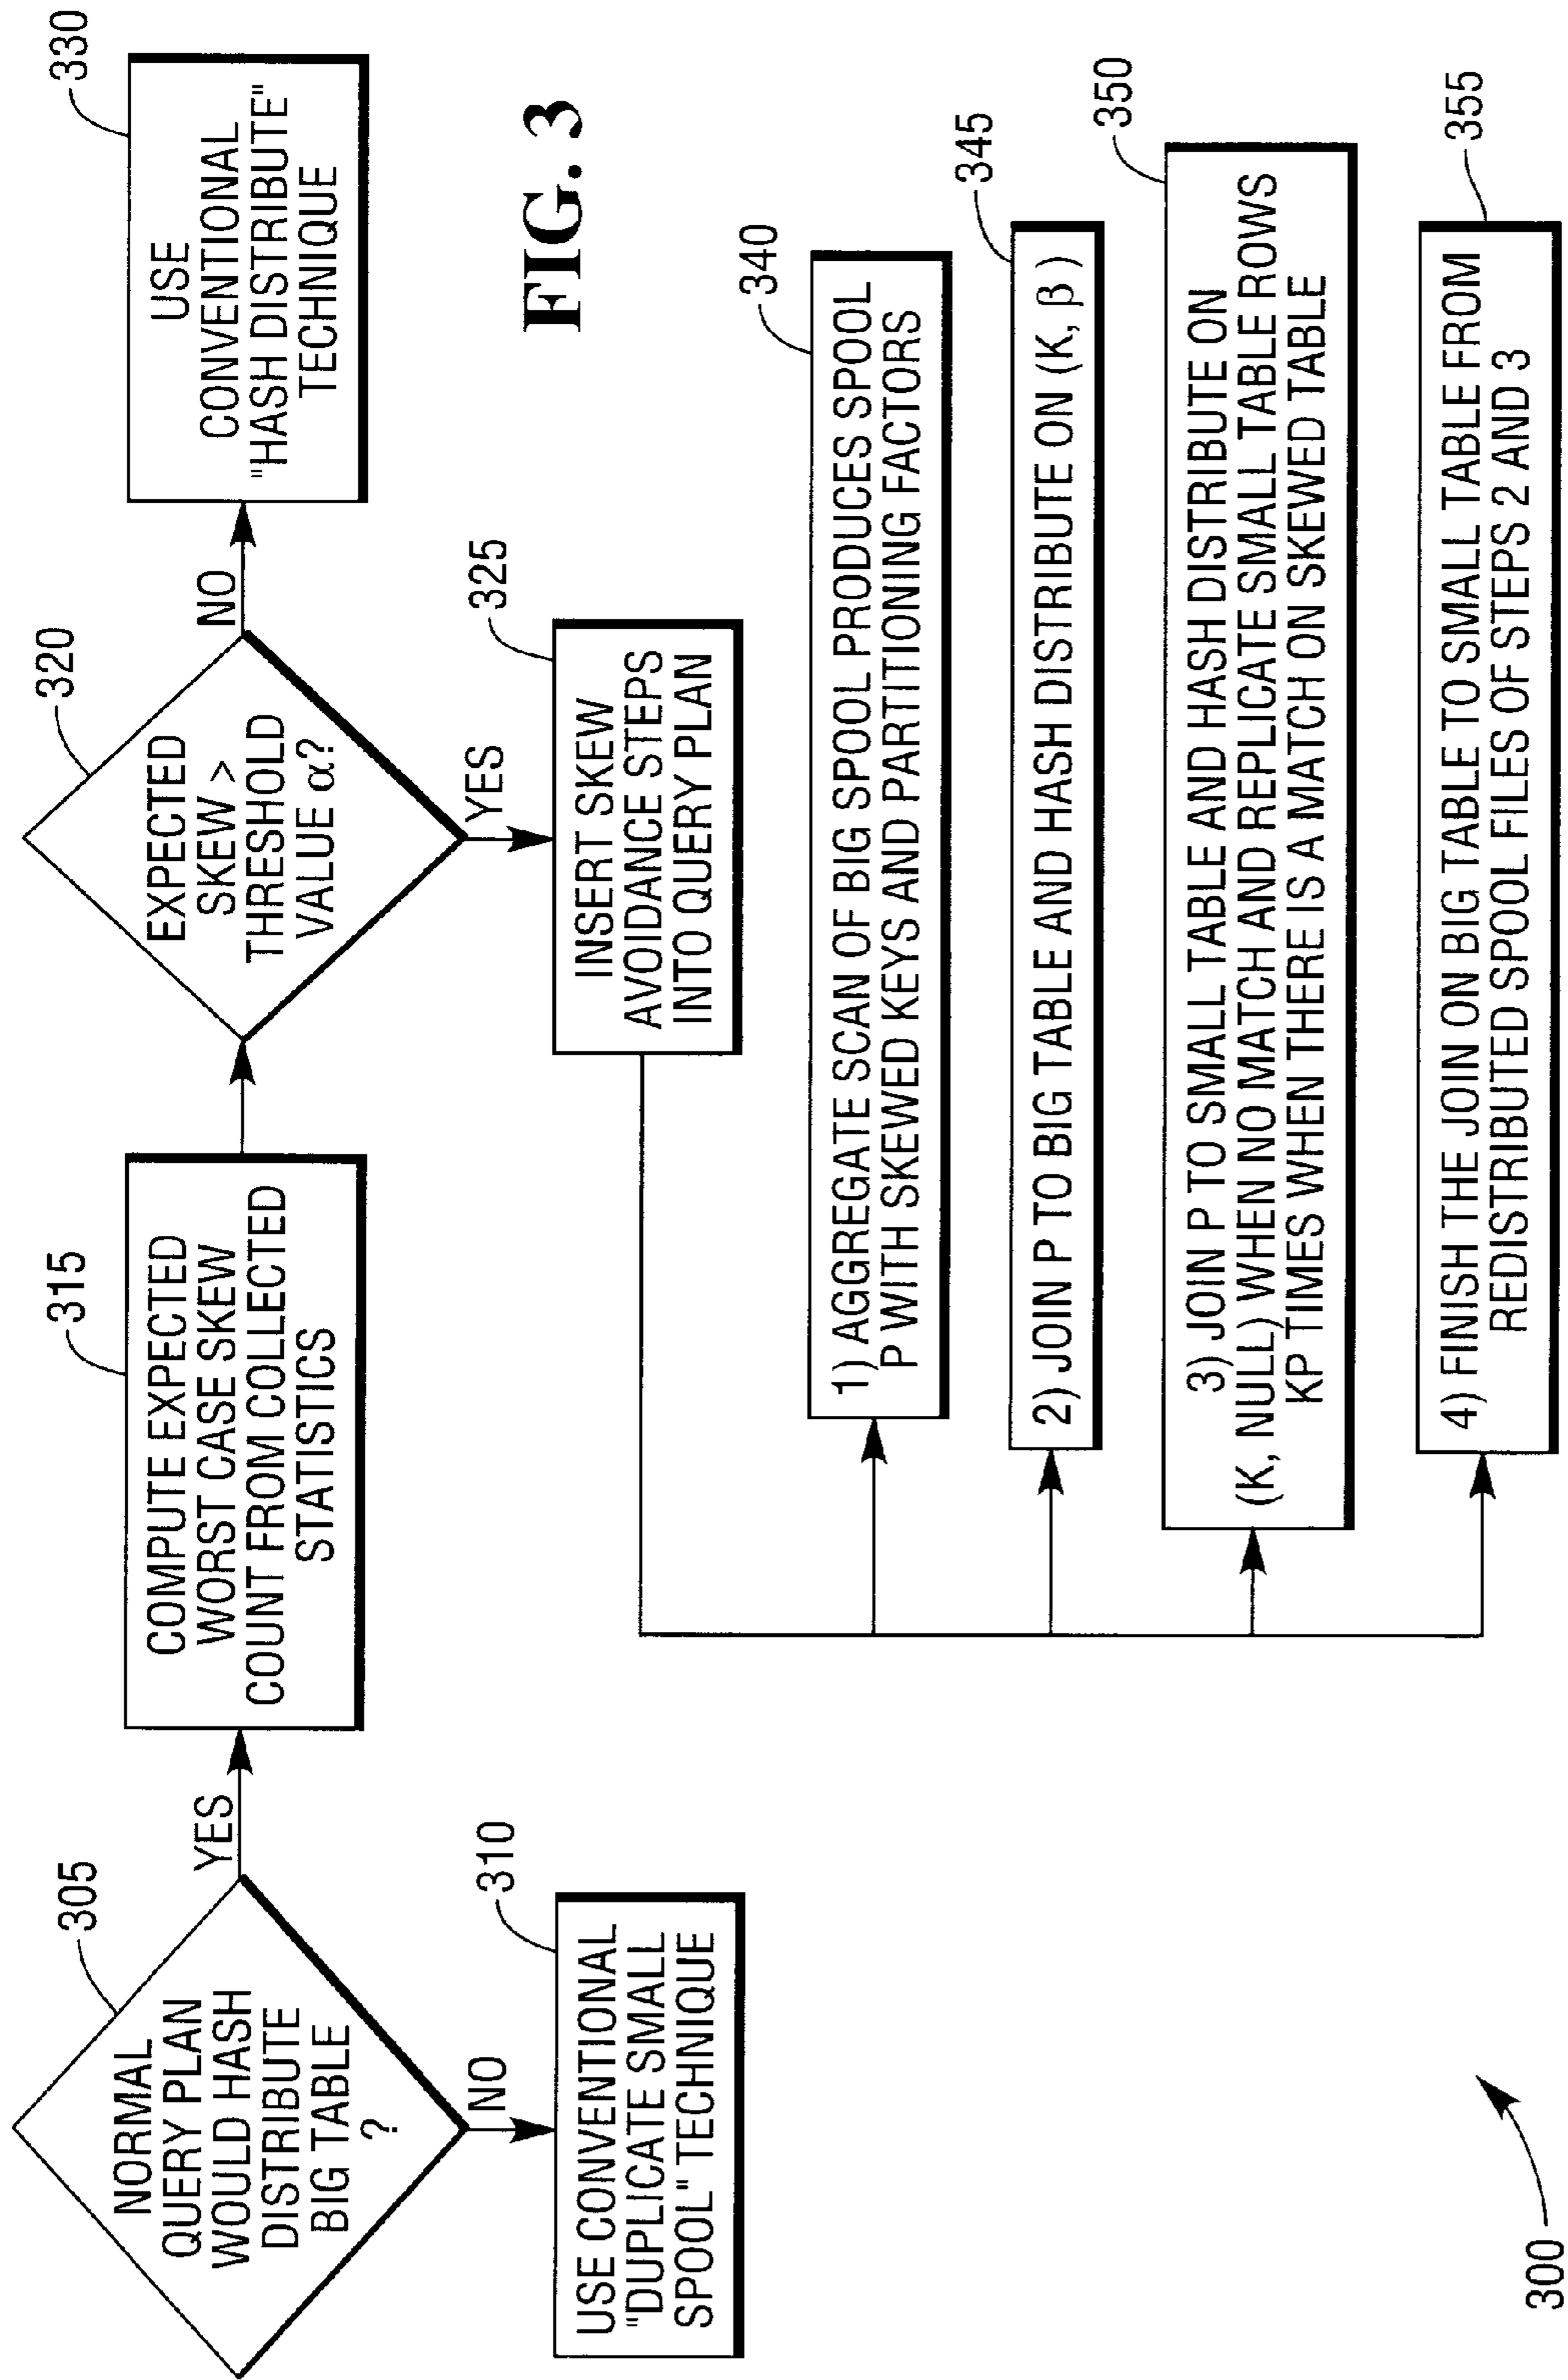 305
NORMAL
QUERY PLAN
WOULD HASH
DISTRIBUTE
BIG TABLE
?
YES
NO
310
USE CONVENTIONAL
"DUPLICATE SMALL
SPOOL" TECHNIQUE
315
COMPUTE EXPECTED
WORST CASE SKEW
COUNT FROM COLLECTED
STATISTICS
320
EXPECTED
SKEW >
THRESHOLD
VALUE α?
NO
YES
330
USE
CONVENTIONAL
"HASH DISTRIBUTE"
TECHNIQUE
325
INSERT SKEW
AVOIDANCE STEPS
INTO QUERY PLAN
FIG. 3
340
1) AGGREGATE SCAN OF BIG SPOOL PRODUCES SPOOL
P WITH SKEWED KEYS AND PARTITIONING FACTORS
345
2) JOIN P TO BIG TABLE AND HASH DISTRIBUTE ON (K, β )
350
3) JOIN P TO SMALL TABLE AND HASH DISTRIBUTE ON
(K, NULL) WHEN NO MATCH AND REPLICATE SMALL TABLE ROWS
KP TIMES WHEN THERE IS A MATCH ON SKEWED TABLE
355
4) FINISH THE JOIN ON BIG TABLE TO SMALL TABLE FROM
REDISTRIBUTED SPOOL FILES OF STEPS 2 AND 3
300